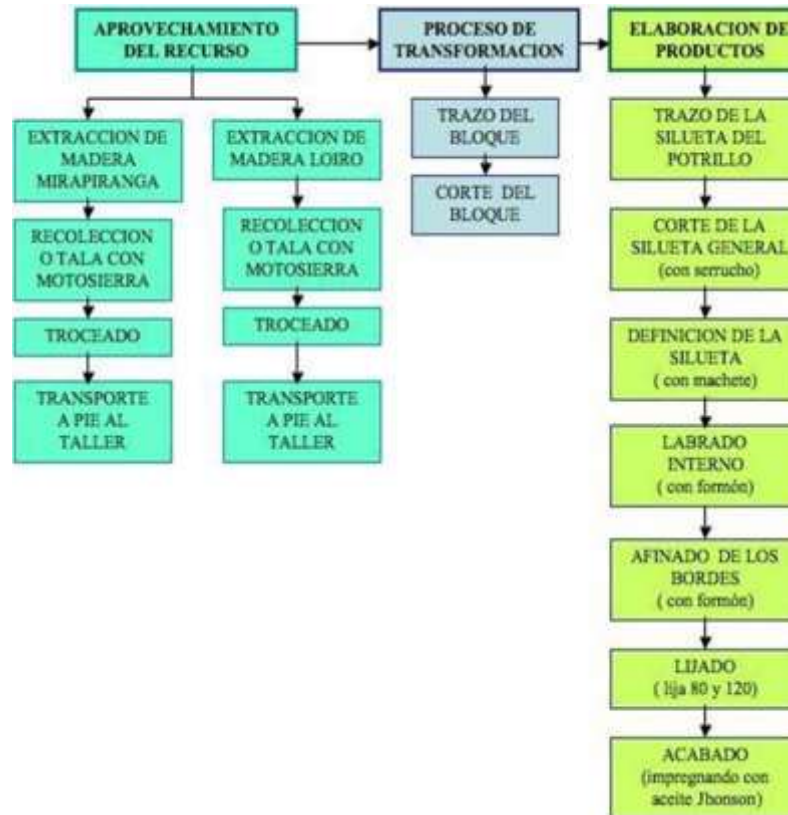 APROVECHAMIENTO
DEL RECURSO
PROCESO DE
TRANSFORMACION
ELABORACION DE
PRODUCTOS
EXTRACCION DE
MADERA
MIRAPIRANGA
RECOLECCION
O TALA CON
MOTOSIERRA
TROCEADO
TRANSPORTE
A PIE AL
TALLER
EXTRACCION DE
MADERA LOIRO
RECOLECCION
O TALA CON
MOTOSIERRA
TROCEADO
TRANSPORTE
A PIE AL
TALLER
TRAZO DEL
BLOQUE
CORTE DEL
BLOQUE
TRAZO DE LA
SILUETA DEL
POTRILLO
CORTE DE LA
SILUETA GENERAL
(con serrucho)
DEFINICION DE LA
SILUETA
( con machete)
LABRADO
INTERNO
( con formón)
AFINADO DE LOS
BORDES
( con formón)
LIJADO
( lija 80 y 120)
ACABADO
(impregnando con
aceite Jhonson)